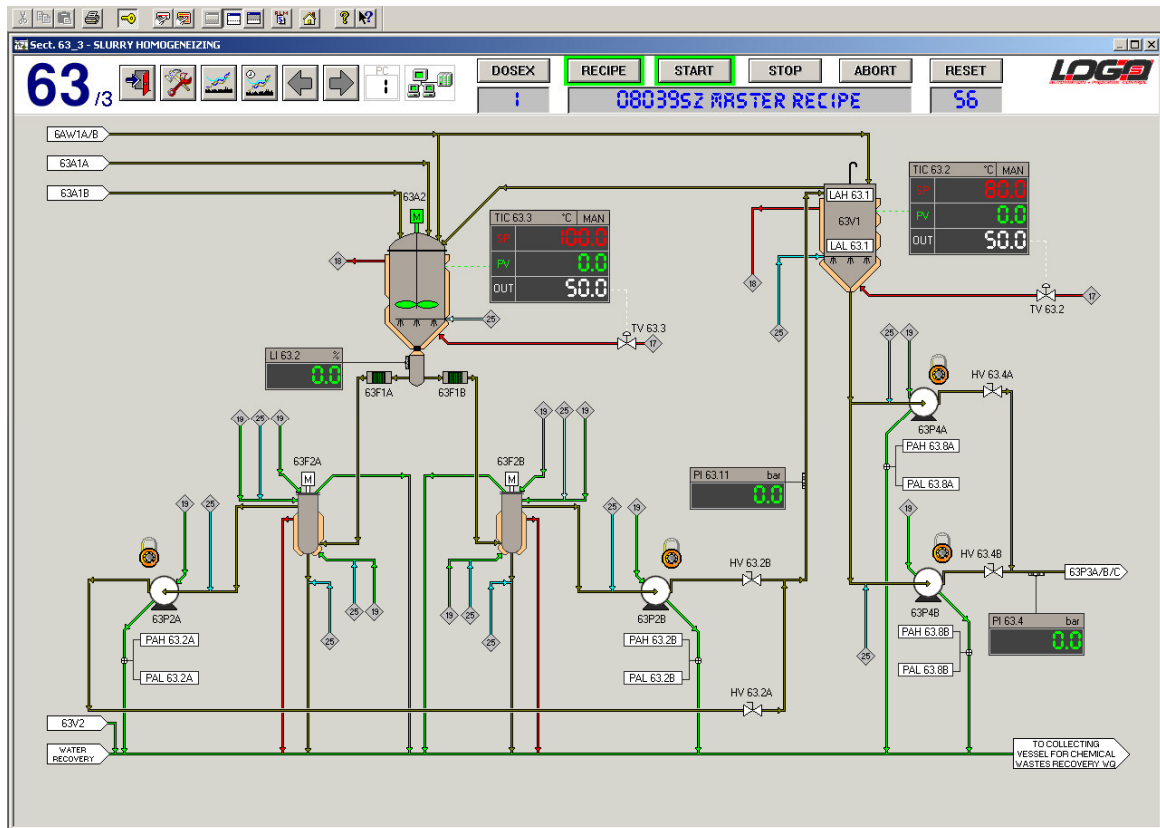 Sect. 63_3 - SLURRY HOMOGENEIZING
63/3
PC
1
DOSEX
RECIPE
START
STOP
ABORT
RESET
1
08039SZ MASTER RECIPE
S6
LOGO
AUTOMATION & PROCESS CONTROL
6AW1A/B
63A1A
63A1B
63A2
M
TIC 63.3 °C MAN
SP 100.0
PV 0.0
OUT 50.0
TIC 63.2 °C MAN
SP 80.0
PV 0.0
OUT 50.0
LAH 63.1
63V1
LAL 63.1
18
18
25
25
17
17
TV 63.3
TV 63.2
LI 63.2 %
0.0
63F1A
63F1B
25
19
HV 63.4A
63P4A
PAH 63.8A
PAL 63.8A
19
25
19
19
25
19
63F2A
M
63F2B
M
PI 63.11 bar
0.0
19
25
19
25
19
63P2A
25
19
25
19
25
25
63P2B
HV 63.2B
HV 63.4B
63P4B
63P3A/B/C
25
PI 63.4 bar
0.0
PAH 63.2A
PAL 63.2A
PAH 63.2B
PAL 63.2B
PAH 63.8B
PAL 63.8B
HV 63.2A
63V2
WATER
RECOVERY
TO COLLECTING
VESSEL FOR CHEMICAL
WASTES RECOVERY WQ